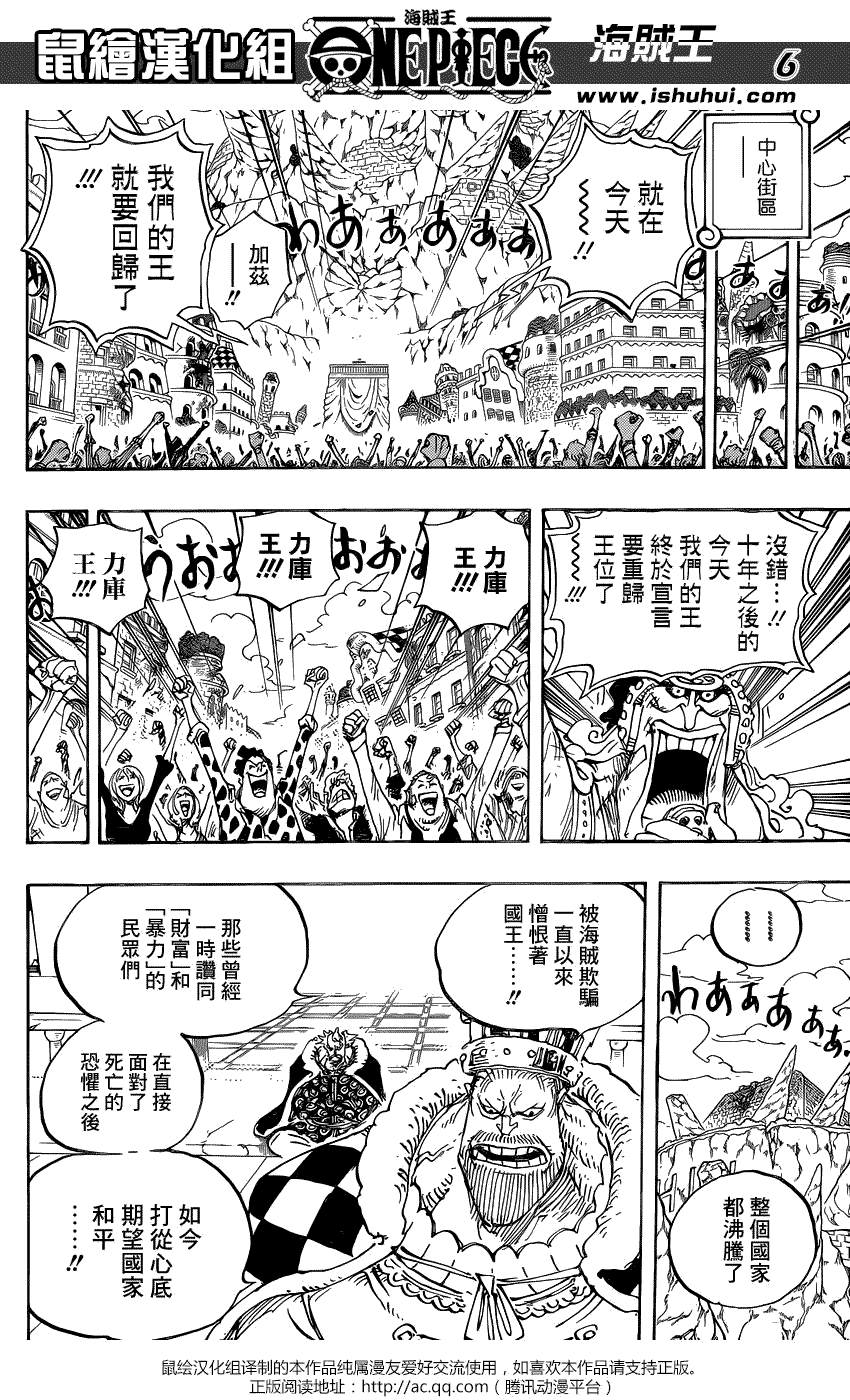 鼠繪漢化組
海賊王
ONE PIECE
海賊王
6
www.ishuhui.com
中心街區
——
就在
今天
〜〜〜!!
加茲
——!!
我們的王
就要回歸了
!!!
わあぁぁぁぁ
わあぁぁぁ!!
沒錯…!!
十年之後的
今天
我們的王
終於宣言
要重歸
王位了
〜〜〜!!!
力庫
王!!!
力庫
王!!!
力庫
王!!!
うおおおおおお
わあぁぁぁぁ
整個國家
都沸騰了
被海賊欺騙
一直以來
憎恨著
國王……!!
那些曾經
一時讚同
「財富」和
「暴力」的
民眾們
在直接
面對了
死亡的
恐懼之後
如今
打從心底
期望國家
和平
……!!
鼠绘汉化组译制的本作品纯属漫友爱好交流使用，如喜欢本作品请支持正版。
正版阅读地址：http://ac.qq.com（腾讯动漫平台）